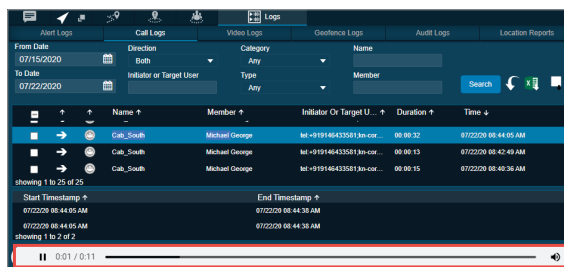 Logs
Alert Logs Call Logs Video Logs Geofence Logs Audit Logs Location Reports
From Date Direction Category Name
07/15/2020 Both Any
To Date Initiator or Target User Type Member
07/22/2020 Any Search
Name ↑ Member ↑ Initiator Or Target U... ↑ Duration ↑ Time ↓
Cab_South Michael George tel:+919146433581;kn-cor... 00:00:32 07/22/20 08:44:05 AM
Cab_South Michael George tel:+919146433581;kn-cor... 00:00:13 07/22/20 08:42:49 AM
Cab_South Michael George tel:+919146433581;kn-cor... 00:00:15 07/22/20 08:40:36 AM
showing 1 to 25 of 25
Start Timestamp ↑ End Timestamp ↑
07/22/20 08:44:05 AM 07/22/20 08:44:38 AM
07/22/20 08:44:05 AM 07/22/20 08:44:38 AM
showing 1 to 2 of 2
0:01 / 0:11